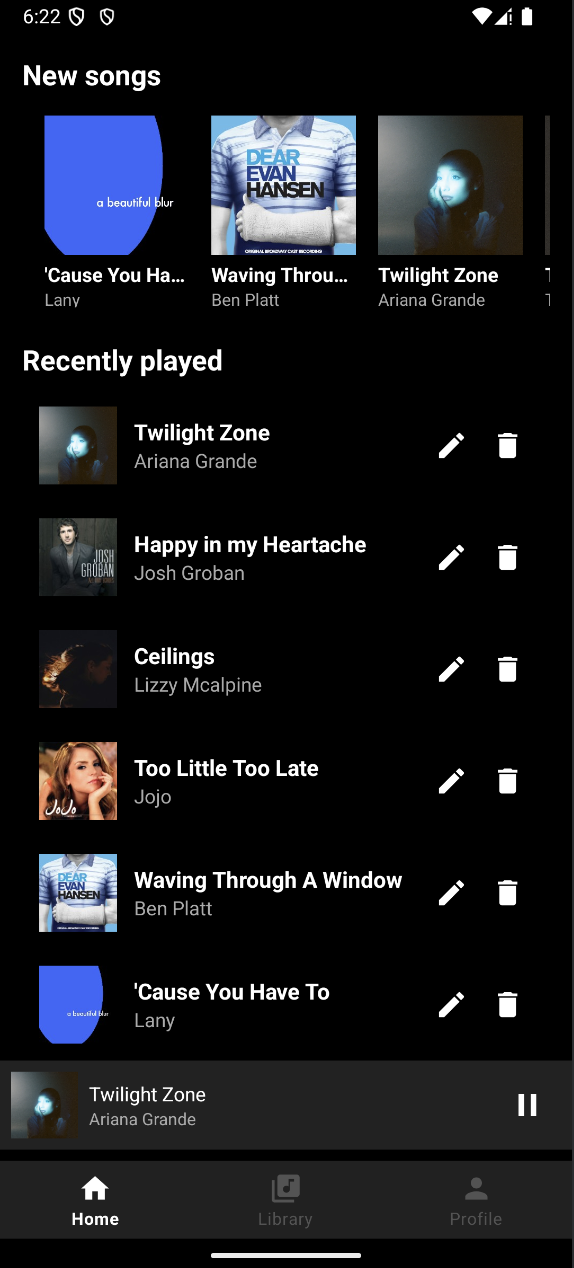 6:22
New songs
a beautiful blur
DEAR
EVAN
HANSEN
ORIGINAL BROADWAY CAST RECORDING
'Cause You Ha...
Lany
Waving Throu...
Ben Platt
Twilight Zone
Ariana Grande
Recently played
Twilight Zone
Ariana Grande
JOSH
GROBAN
Happy in my Heartache
Josh Groban
Ceilings
Lizzy Mcalpine
JoJo
Too Little Too Late
Jojo
DEAR
EVAN
HANSEN
Waving Through A Window
Ben Platt
a beautiful blur
'Cause You Have To
Lany
Twilight Zone
Ariana Grande
Home
Library
Profile